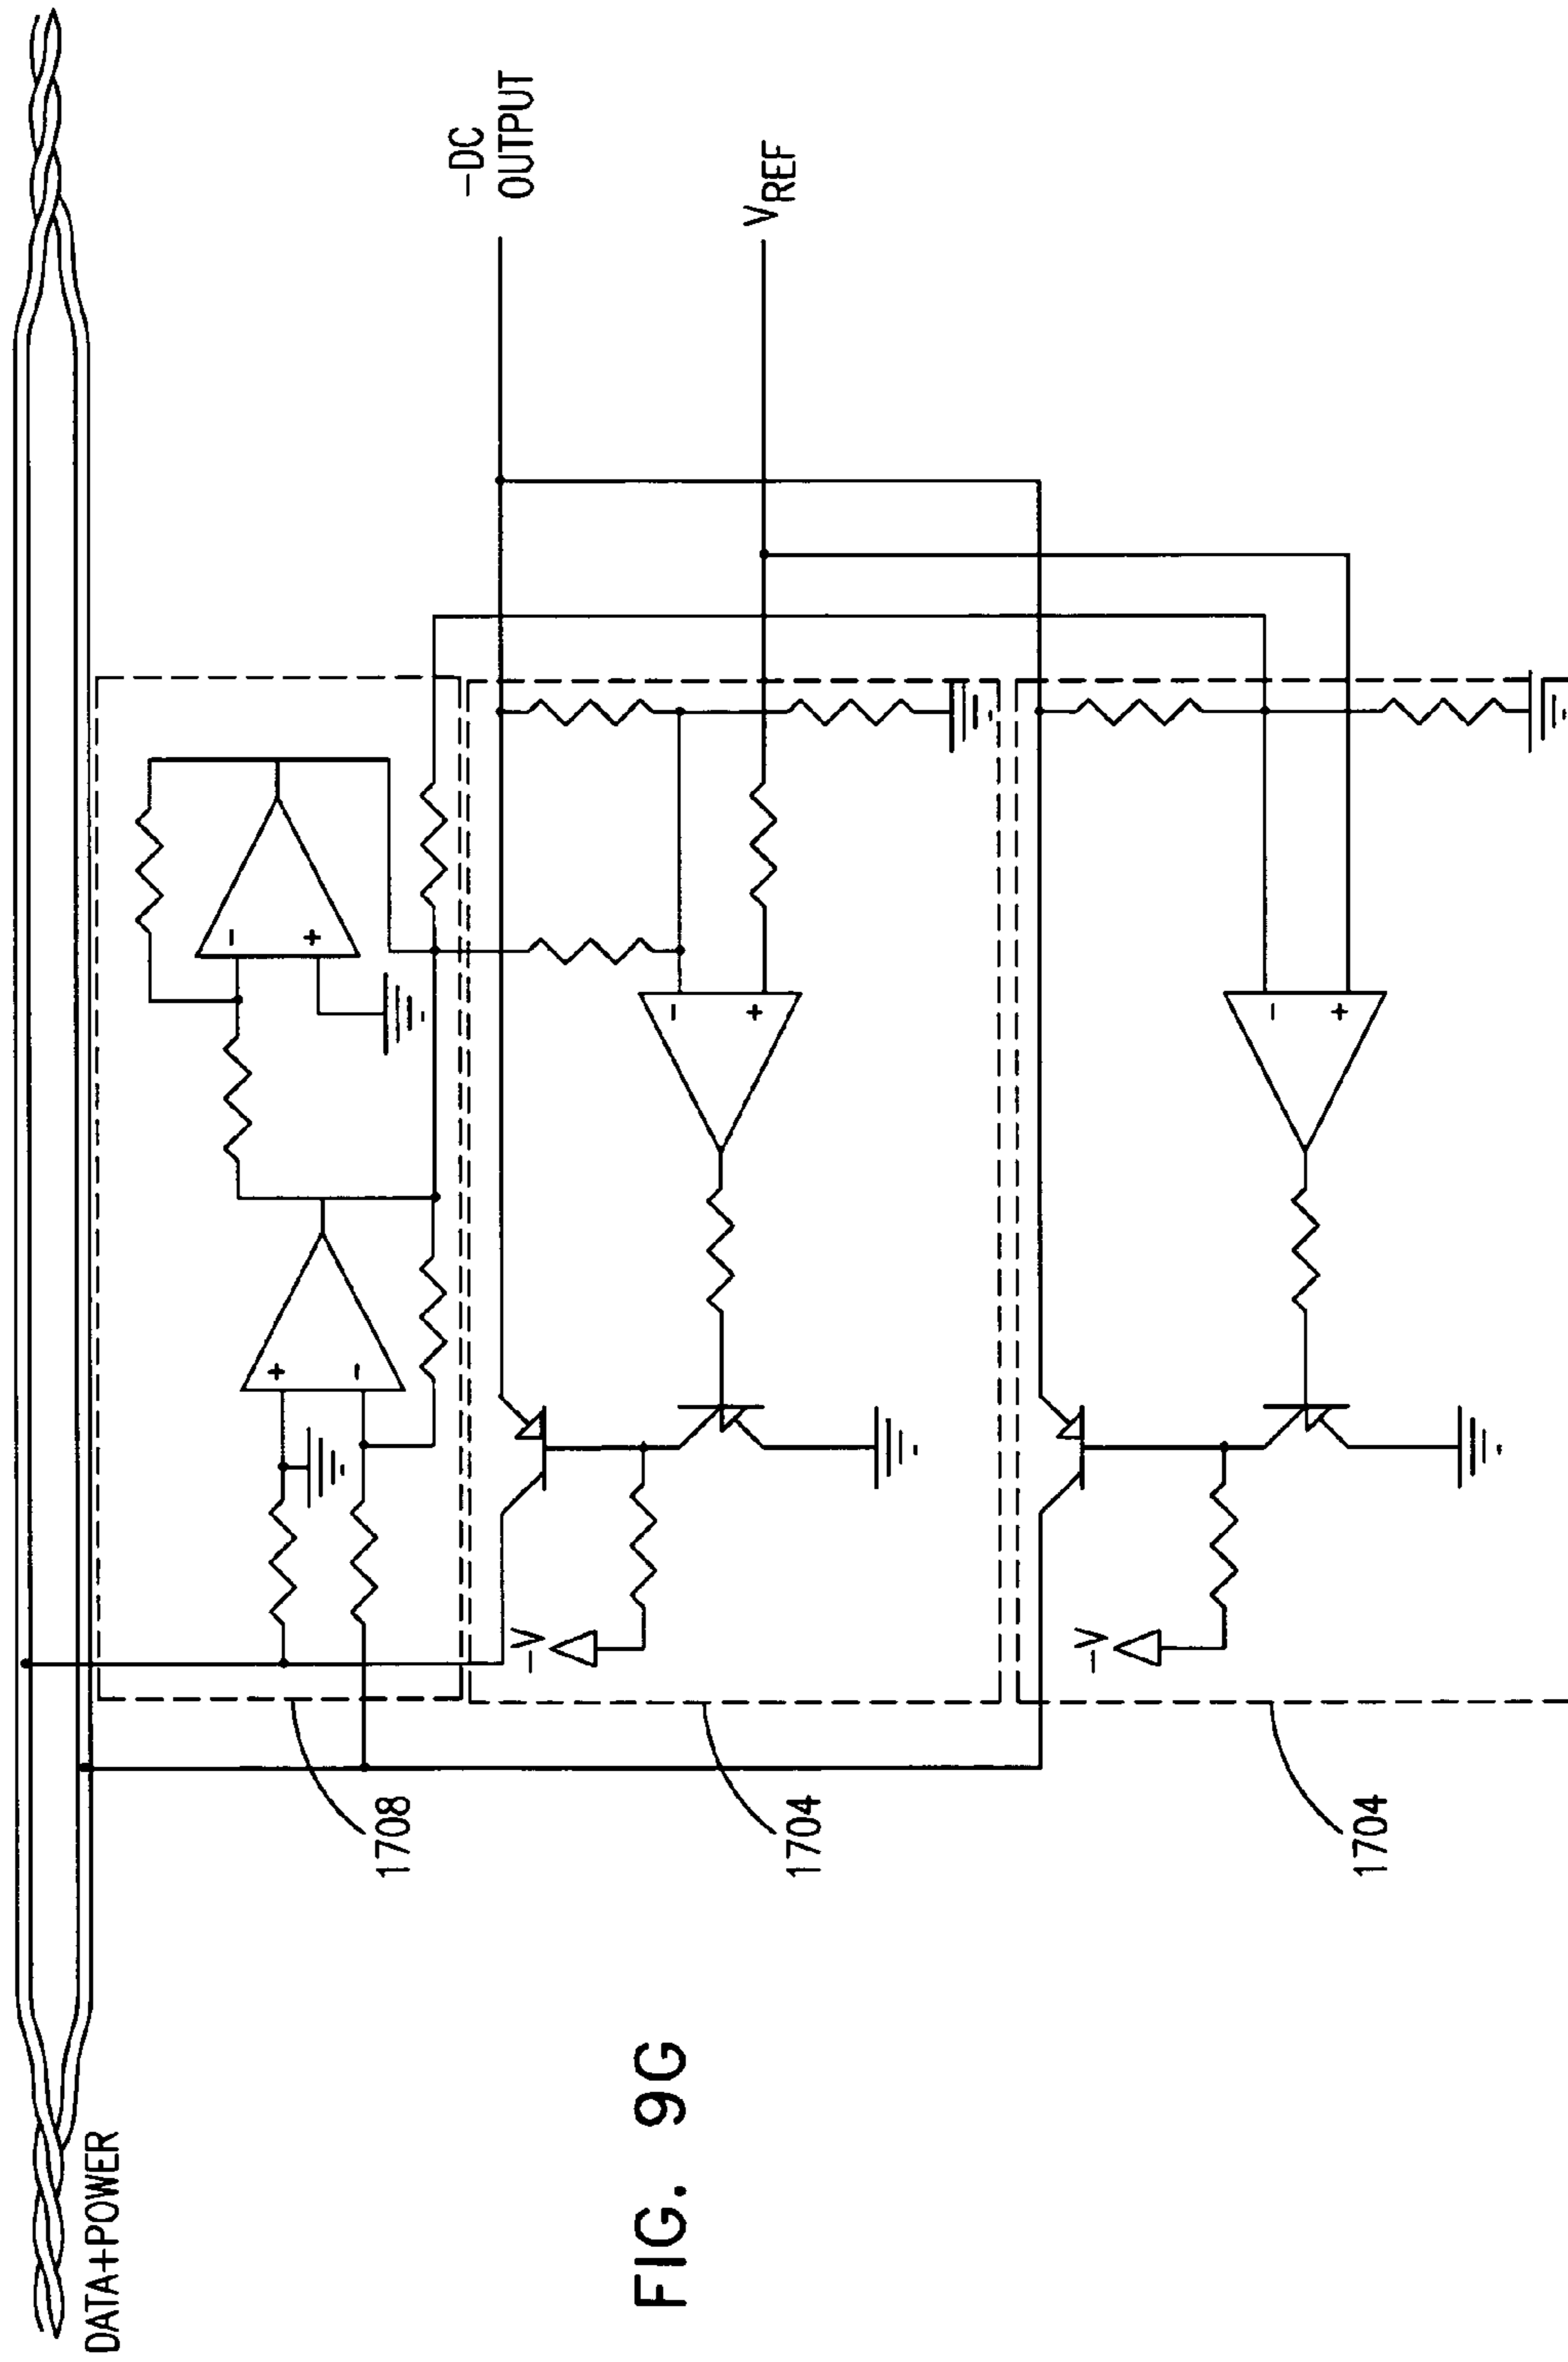 DATA+POWER
-DC
OUTPUT
VREF
-
+
+
-
-
+
-
+
-V
-V
1708
1704
1704
FIG. 9G